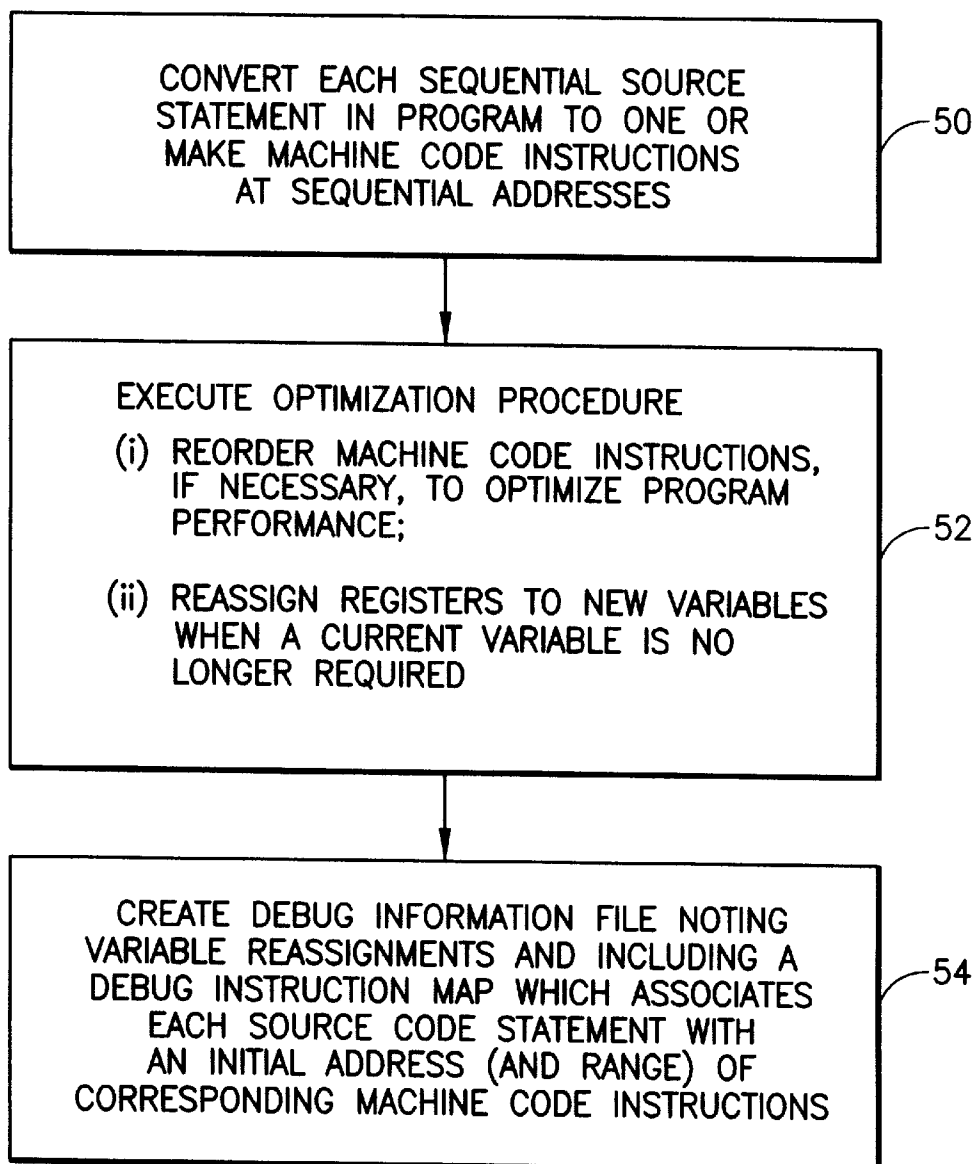 CONVERT EACH SEQUENTIAL SOURCE
STATEMENT IN PROGRAM TO ONE OR
MAKE MACHINE CODE INSTRUCTIONS
AT SEQUENTIAL ADDRESSES
50
EXECUTE OPTIMIZATION PROCEDURE
(i) REORDER MACHINE CODE INSTRUCTIONS,
IF NECESSARY, TO OPTIMIZE PROGRAM
PERFORMANCE;
52
(ii) REASSIGN REGISTERS TO NEW VARIABLES
WHEN A CURRENT VARIABLE IS NO
LONGER REQUIRED
CREATE DEBUG INFORMATION FILE NOTING
VARIABLE REASSIGNMENTS AND INCLUDING A
DEBUG INSTRUCTION MAP WHICH ASSOCIATES
54
EACH SOURCE CODE STATEMENT WITH
AN INITIAL ADDRESS (AND RANGE) OF
CORRESPONDING MACHINE CODE INSTRUCTIONS